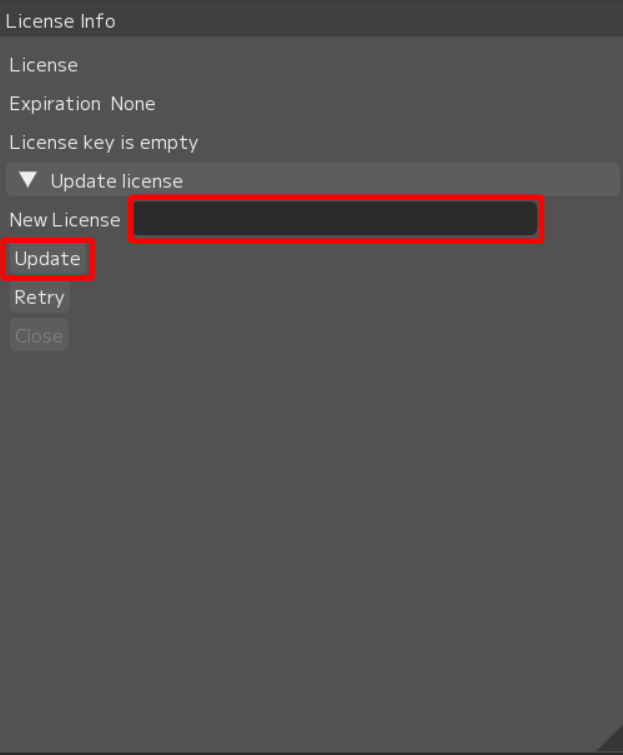 License Info
License
Expiration None
License key is empty
Update license
New License
Update
Retry
Close